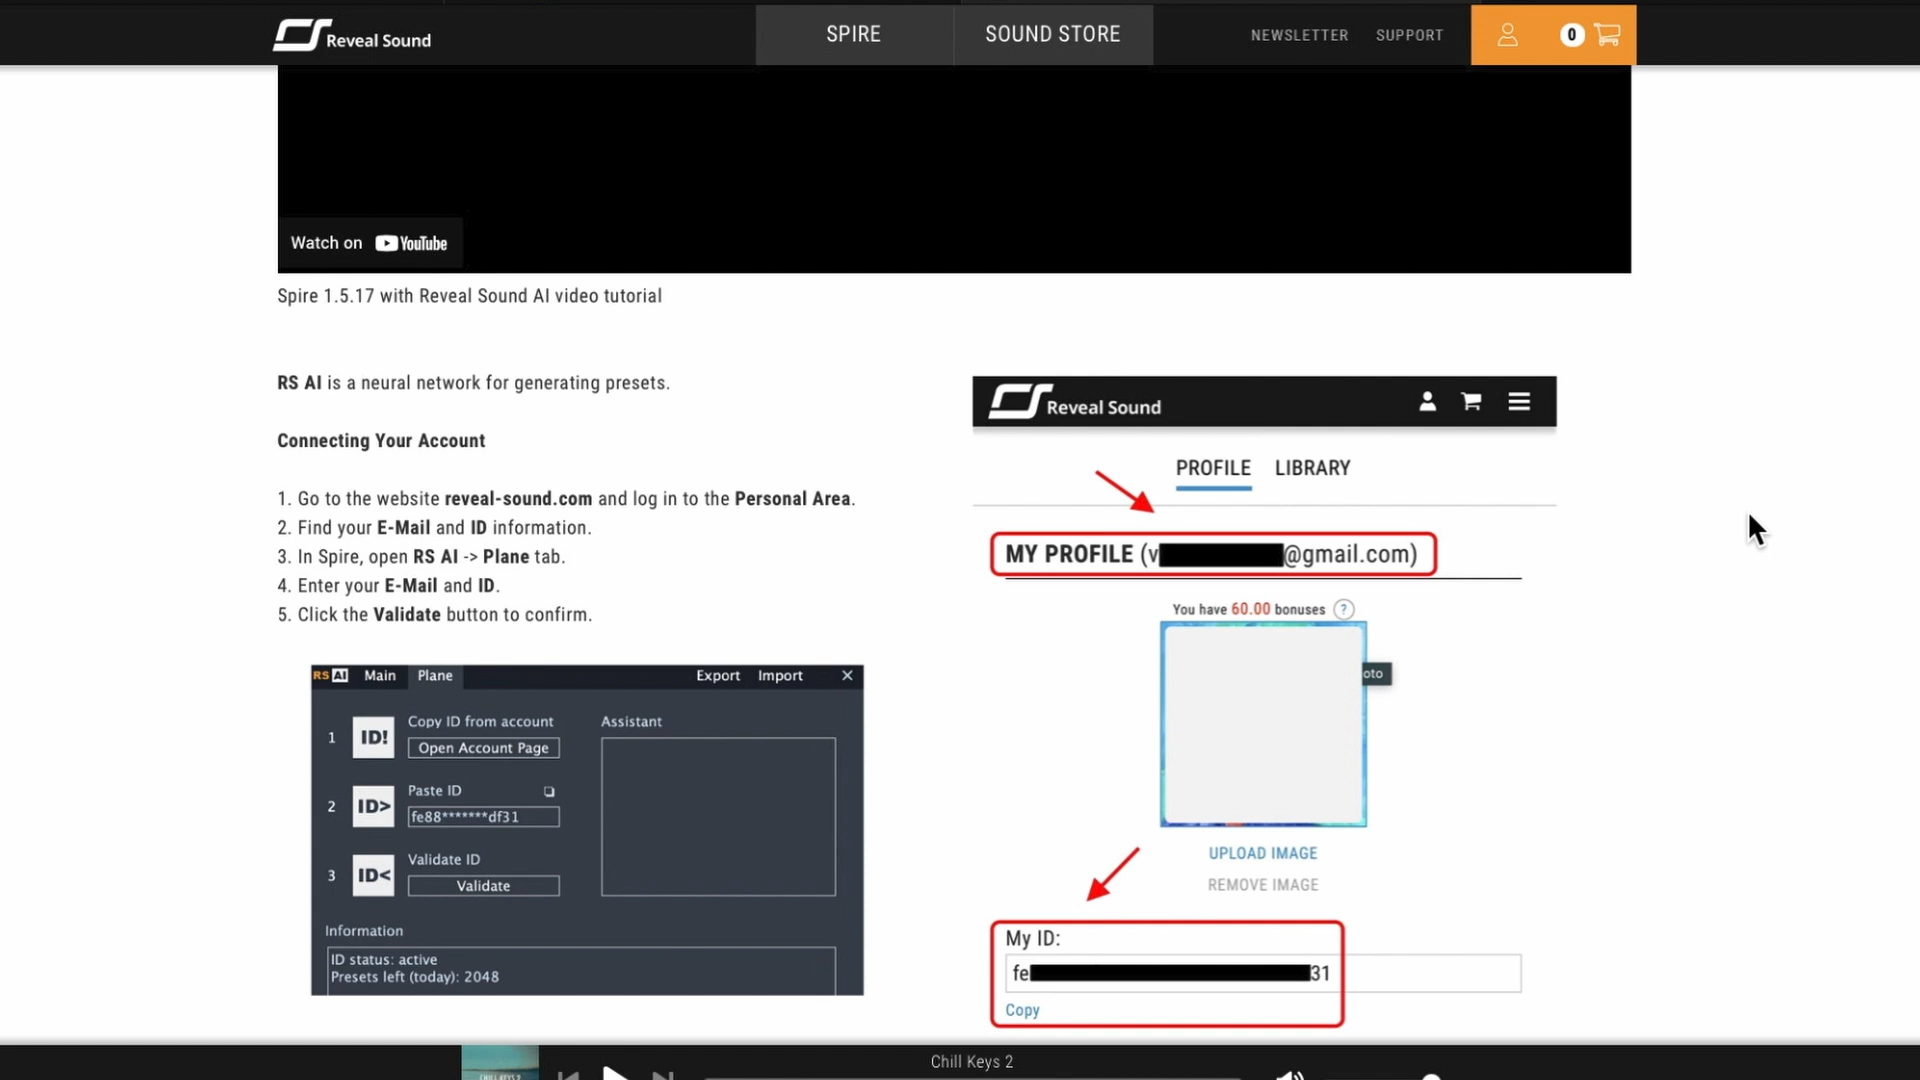 Reveal Sound
SPIRE
SOUND STORE
NEWSLETTER
SUPPORT
0
Watch on YouTube
Spire 1.5.17 with Reveal Sound AI video tutorial
RS AI is a neural network for generating presets.
Connecting Your Account
1. Go to the website reveal-sound.com and log in to the Personal Area.
2. Find your E-Mail and ID information.
3. In Spire, open RS AI -> Plane tab.
4. Enter your E-Mail and ID.
5. Click the Validate button to confirm.
RS AI Main Plane Export Import
1 ID! Copy ID from account
Open Account Page
2 ID> Paste ID
fe88*******df31
3 ID< Validate ID
Validate
Assistant
Information
ID status: active
Presets left (today): 2048
Reveal Sound
PROFILE LIBRARY
MY PROFILE (v @gmail.com)
You have 60.00 bonuses ?
oto
UPLOAD IMAGE
REMOVE IMAGE
My ID:
fe 31
Copy
Chill Keys 2
CHILL KEYS 2